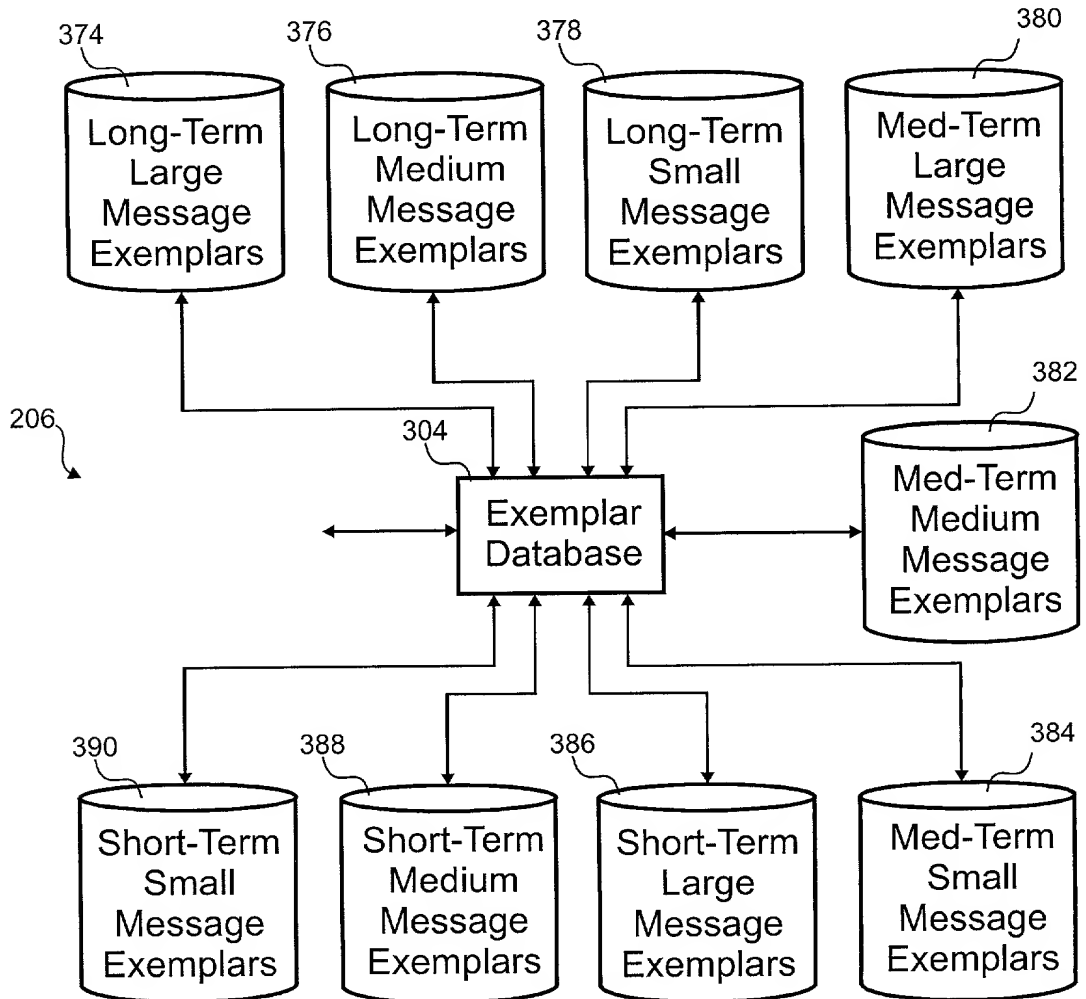 374
376
378
380
Long-Term
Large
Message
Exemplars
Long-Term
Medium
Message
Exemplars
Long-Term
Small
Message
Exemplars
Med-Term
Large
Message
Exemplars
206
304
382
Exemplar
Database
Med-Term
Medium
Message
Exemplars
390
388
386
384
Short-Term
Small
Message
Exemplars
Short-Term
Medium
Message
Exemplars
Short-Term
Large
Message
Exemplars
Med-Term
Small
Message
Exemplars